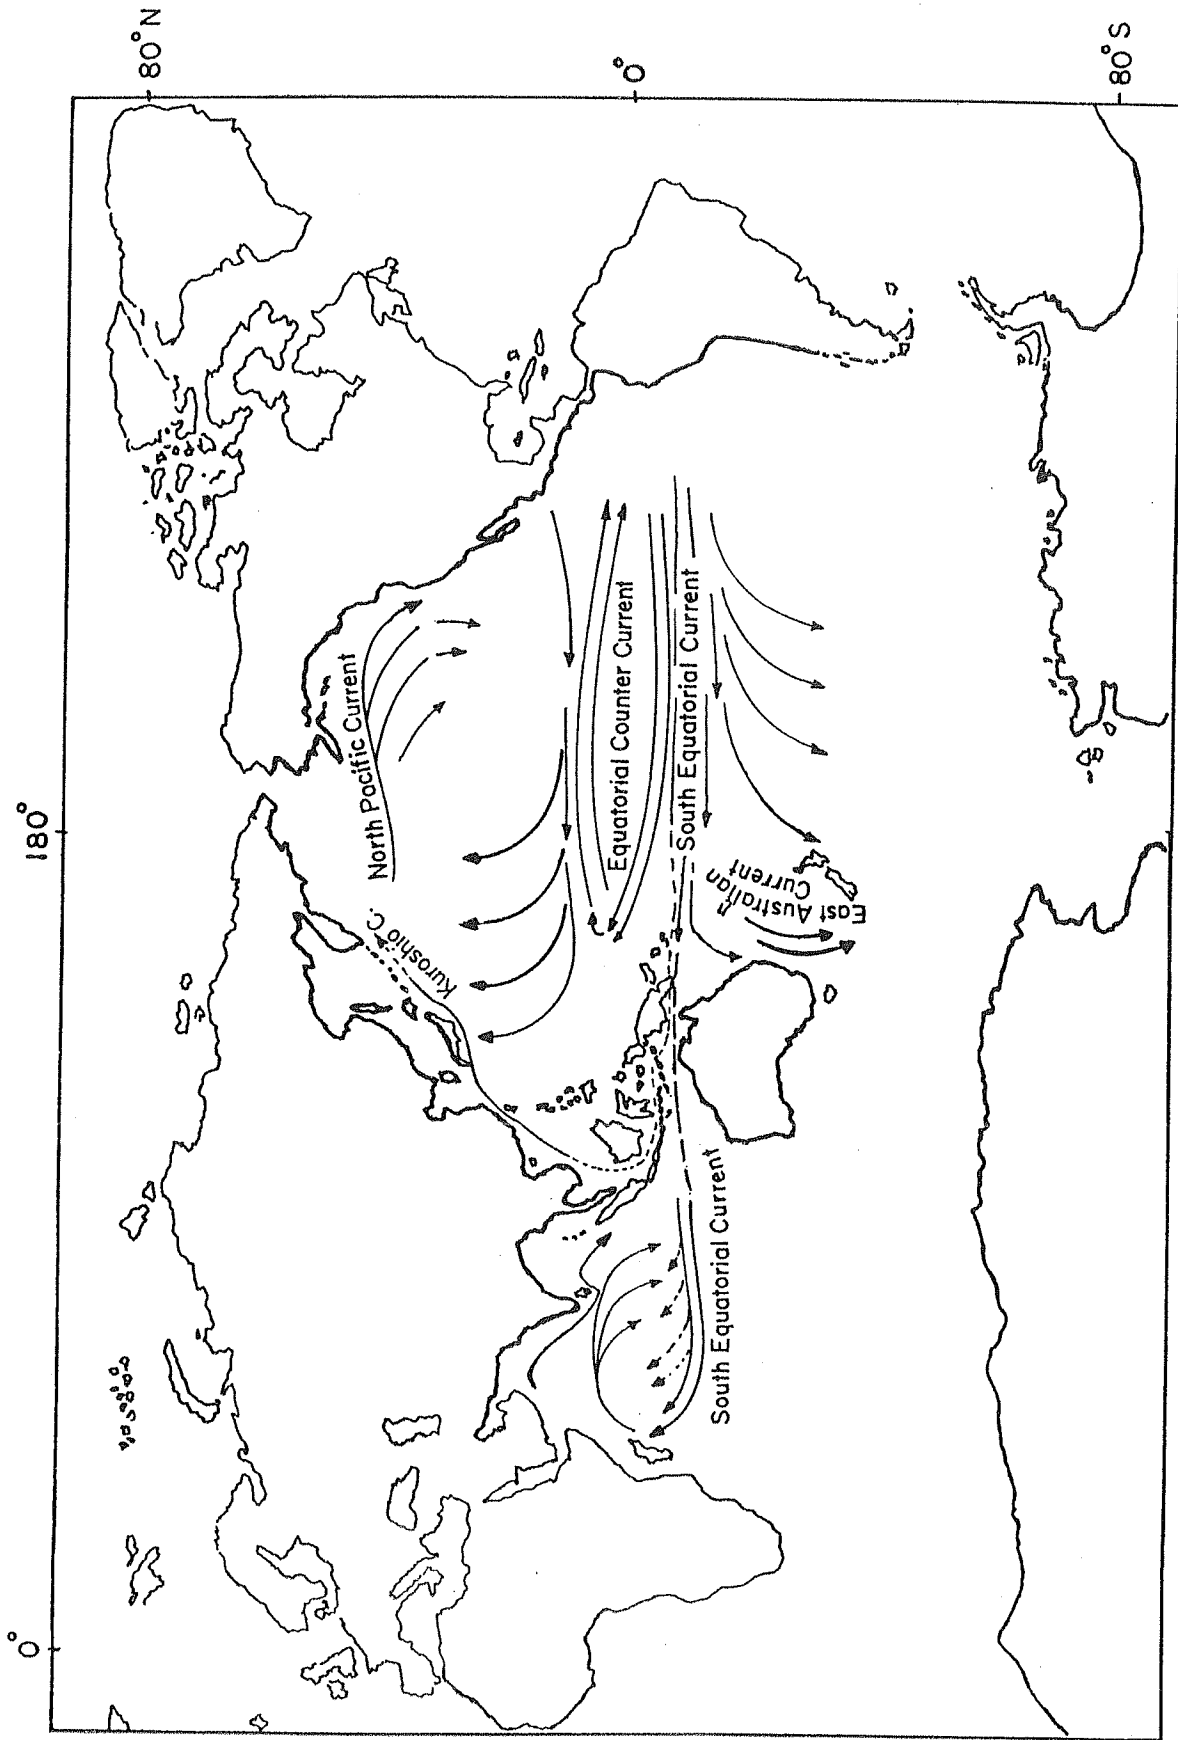 80°N
0°
80°S
180°
0°
North Pacific Current
Kuroshio C.
Equatorial Counter Current
South Equatorial Current
East Australian
Current
South Equatorial Current